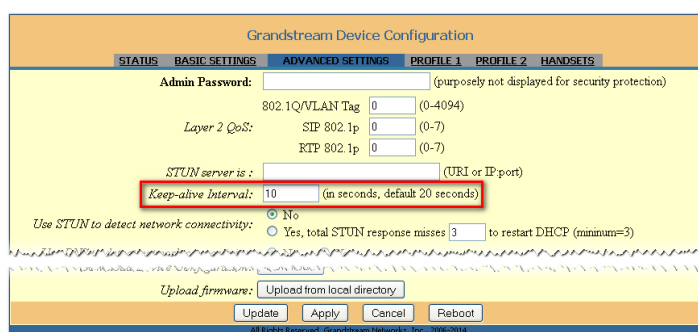 Grandstream Device Configuration
STATUS BASIC SETTINGS ADVANCED SETTINGS PROFILE 1 PROFILE 2 HANDSETS
Admin Password: (purposely not displayed for security protection)
802.1Q/VLAN Tag 0 (0-4094)
Layer 2 QoS: SIP 802.1p 0 (0-7)
RTP 802.1p 0 (0-7)
STUN server is : (URI or IP:port)
Keep-alive Interval: 10 (in seconds, default 20 seconds)
No
Use STUN to detect network connectivity:
Yes, total STUN response misses 3 to restart DHCP (mininum=3)
Upload firmware: Upload from local directory
Update Apply Cancel Reboot
All Rights Reserved Grandstream Networks, Inc. 2006-2014